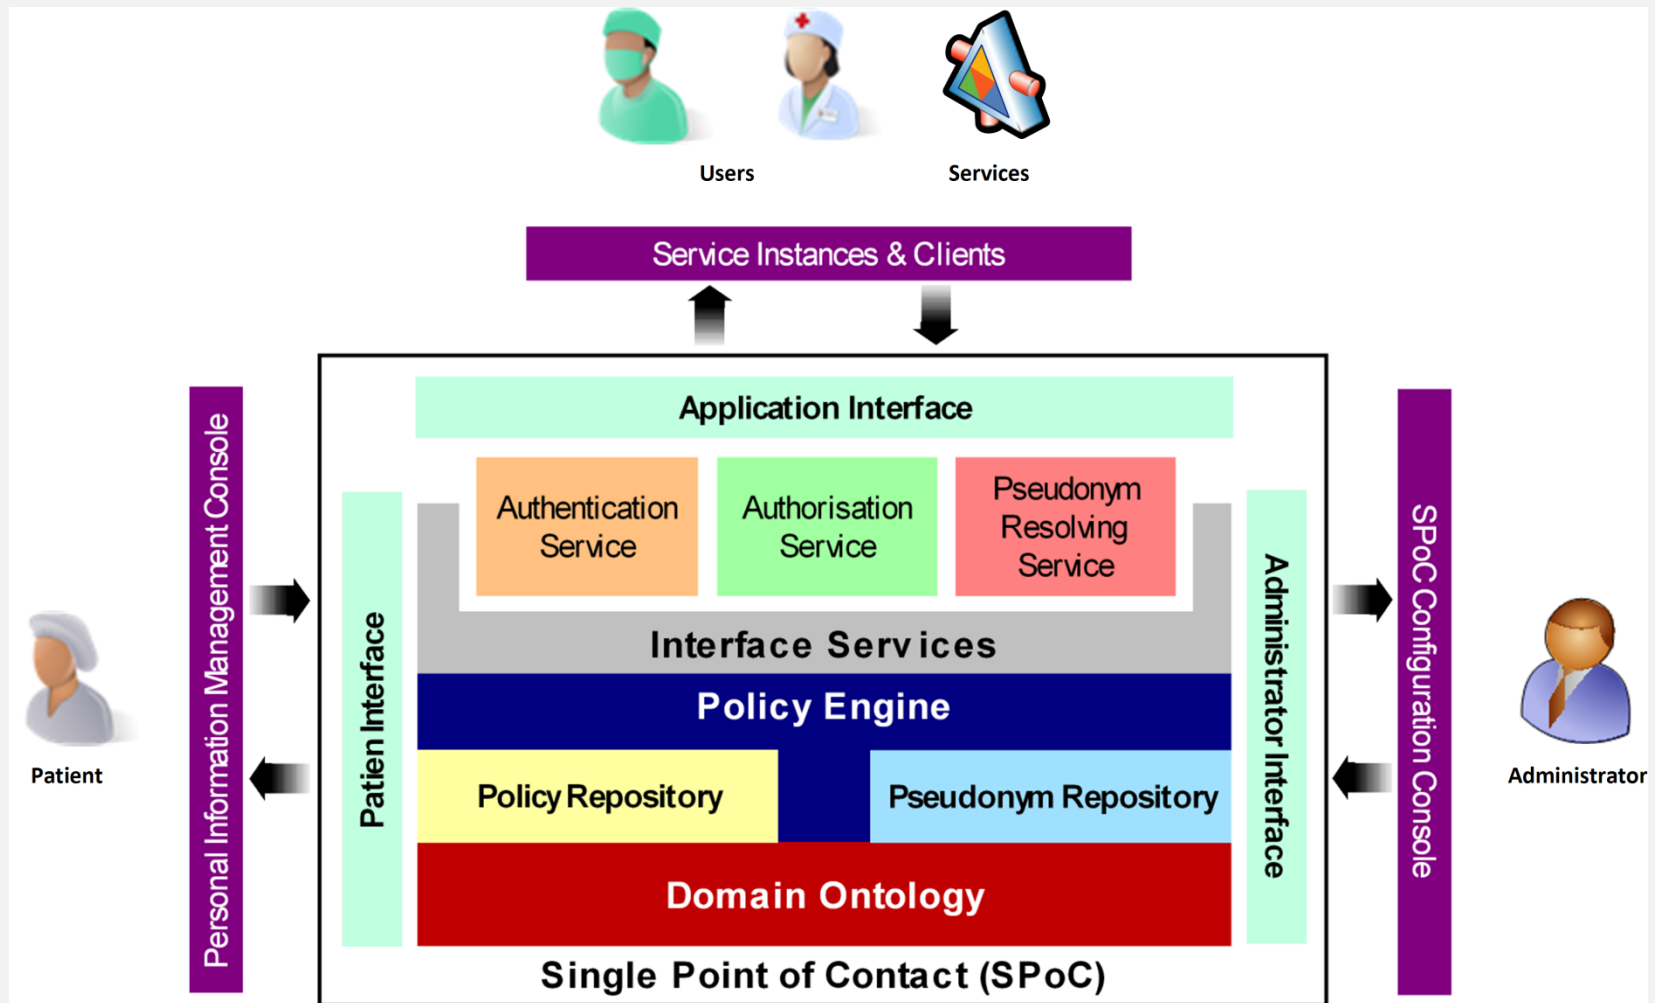 Users
Services
Service Instances & Clients
Application Interface
Authentication
Service
Authorisation
Service
Pseudonym
Resolving
Service
Interface Services
Policy Engine
Policy Repository
Pseudonym Repository
Domain Ontology
Single Point of Contact (SPoC)
Patient Interface
Administrator Interface
Personal Information Management Console
SPoC Configuration Console
Patient
Administrator